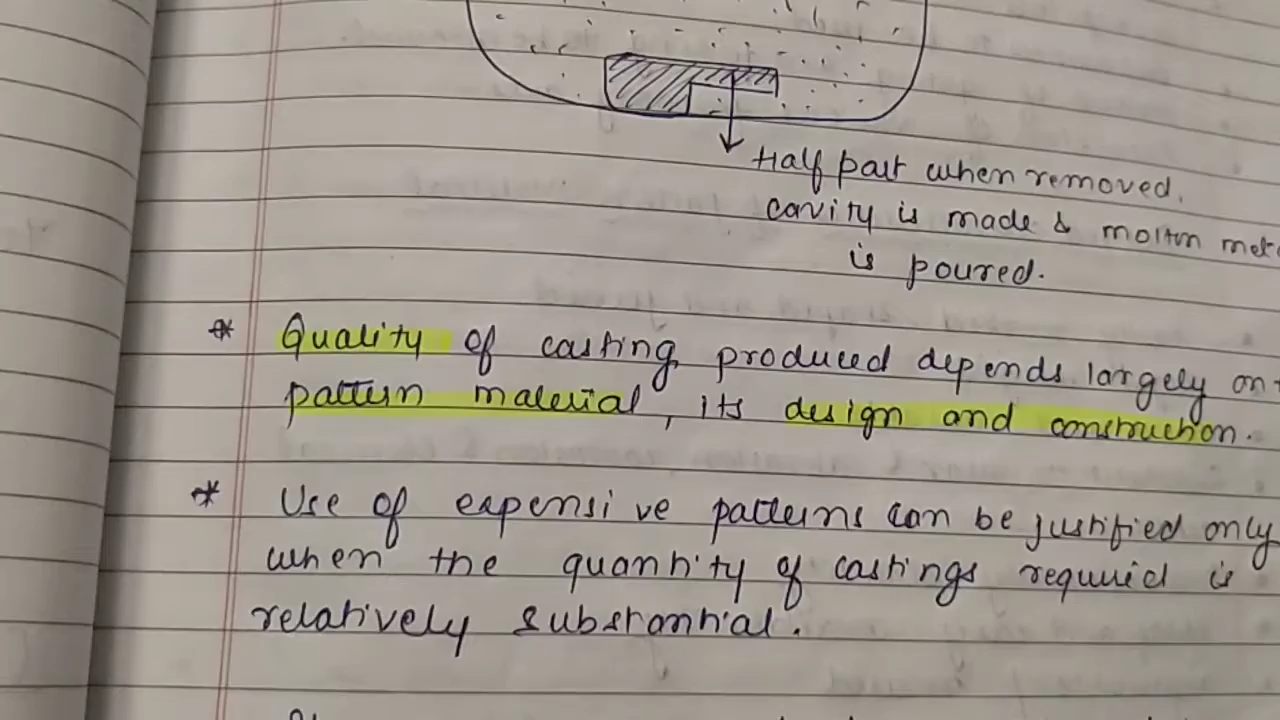 Half part when removed,
cavity is made & molten
is poured.
* Quality of casting produced depends largely on
pattern material, its design and construction.
* Use of expensive patterns can be justified only
when the quantity of castings required is
relatively substantial.